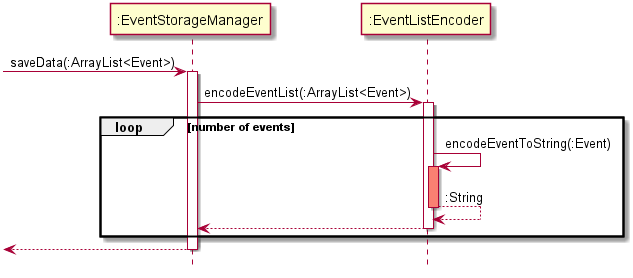 :EventStorageManager
:EventListEncoder
saveData(:ArrayList<Event>)
encodeEventList(:ArrayList<Event>)
loop
[number of events]
encodeEventToString(:Event)
:String